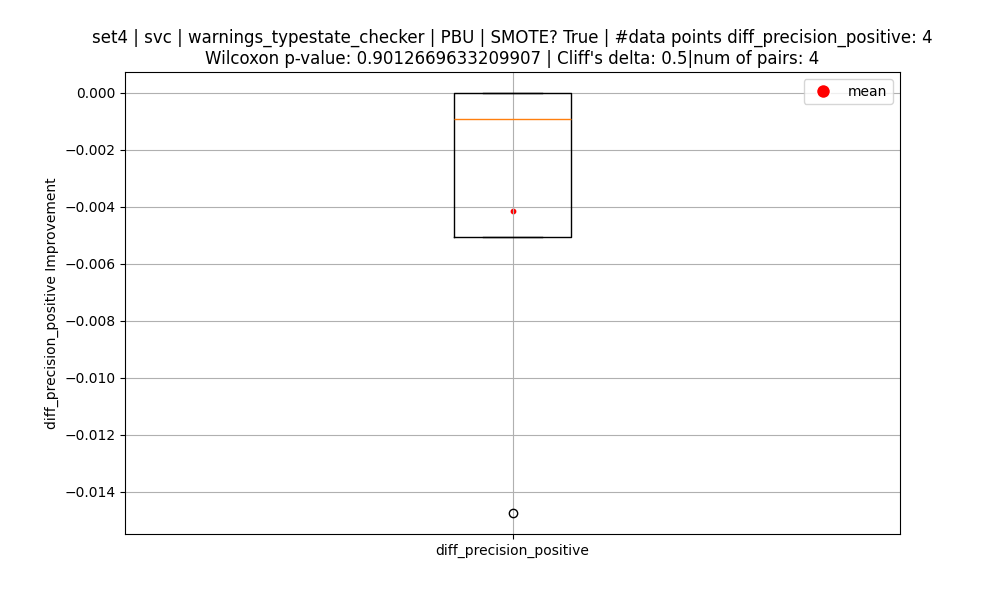 set4 | svc | warnings_typestate_checker | PBU | SMOTE? True | #data points diff_precision_positive: 4
Wilcoxon p-value: 0.9012669633209907 | Cliff's delta: 0.5|num of pairs: 4
mean
diff_precision_positive Improvement
0.000
−0.002
−0.004
−0.006
−0.008
−0.010
−0.012
−0.014
diff_precision_positive